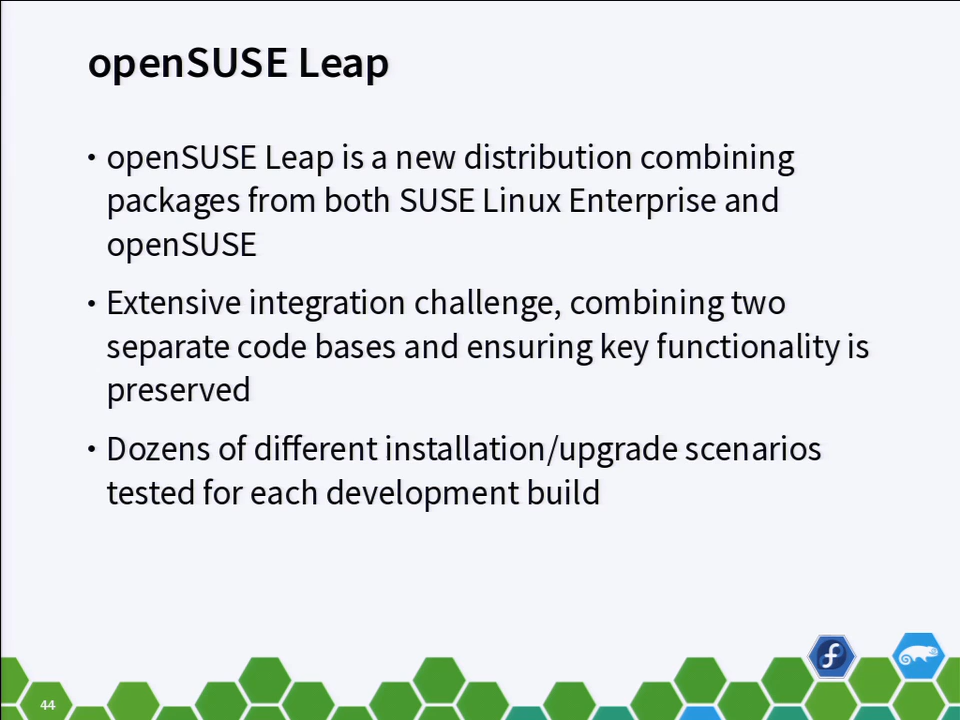 openSUSE Leap
• openSUSE Leap is a new distribution combining
packages from both SUSE Linux Enterprise and
openSUSE
• Extensive integration challenge, combining two
separate code bases and ensuring key functionality is
preserved
• Dozens of different installation/upgrade scenarios
tested for each development build
44